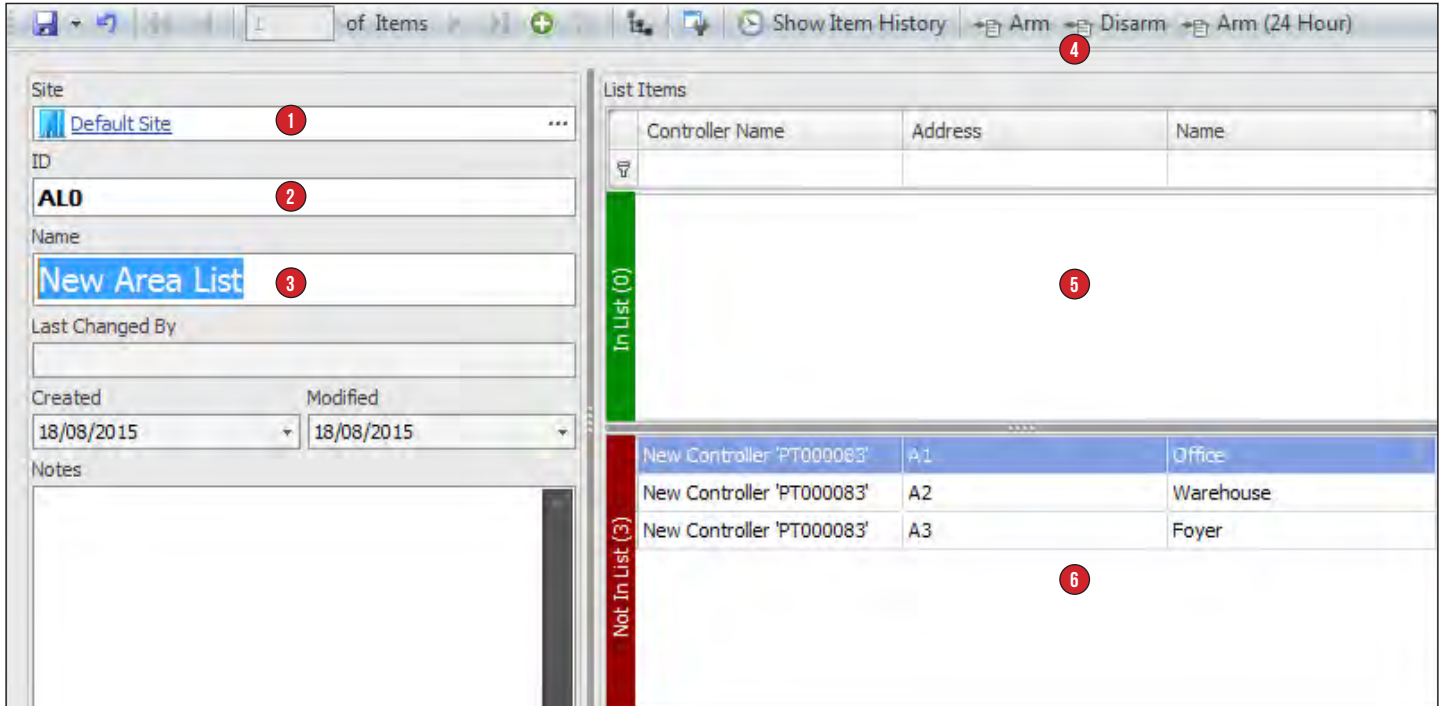 1 of Items Show Item History Arm Disarm Arm (24 Hour)
4
Site
Default Site 1 ...
ID
AL0 2
Name
New Area List 3
Last Changed By
Created Modified
18/08/2015 18/08/2015
Notes
List Items
Controller Name Address Name
In List (0)
5
New Controller 'PT000083' A1 Office
New Controller 'PT000083' A2 Warehouse
New Controller 'PT000083' A3 Foyer
Not In List (3)
6